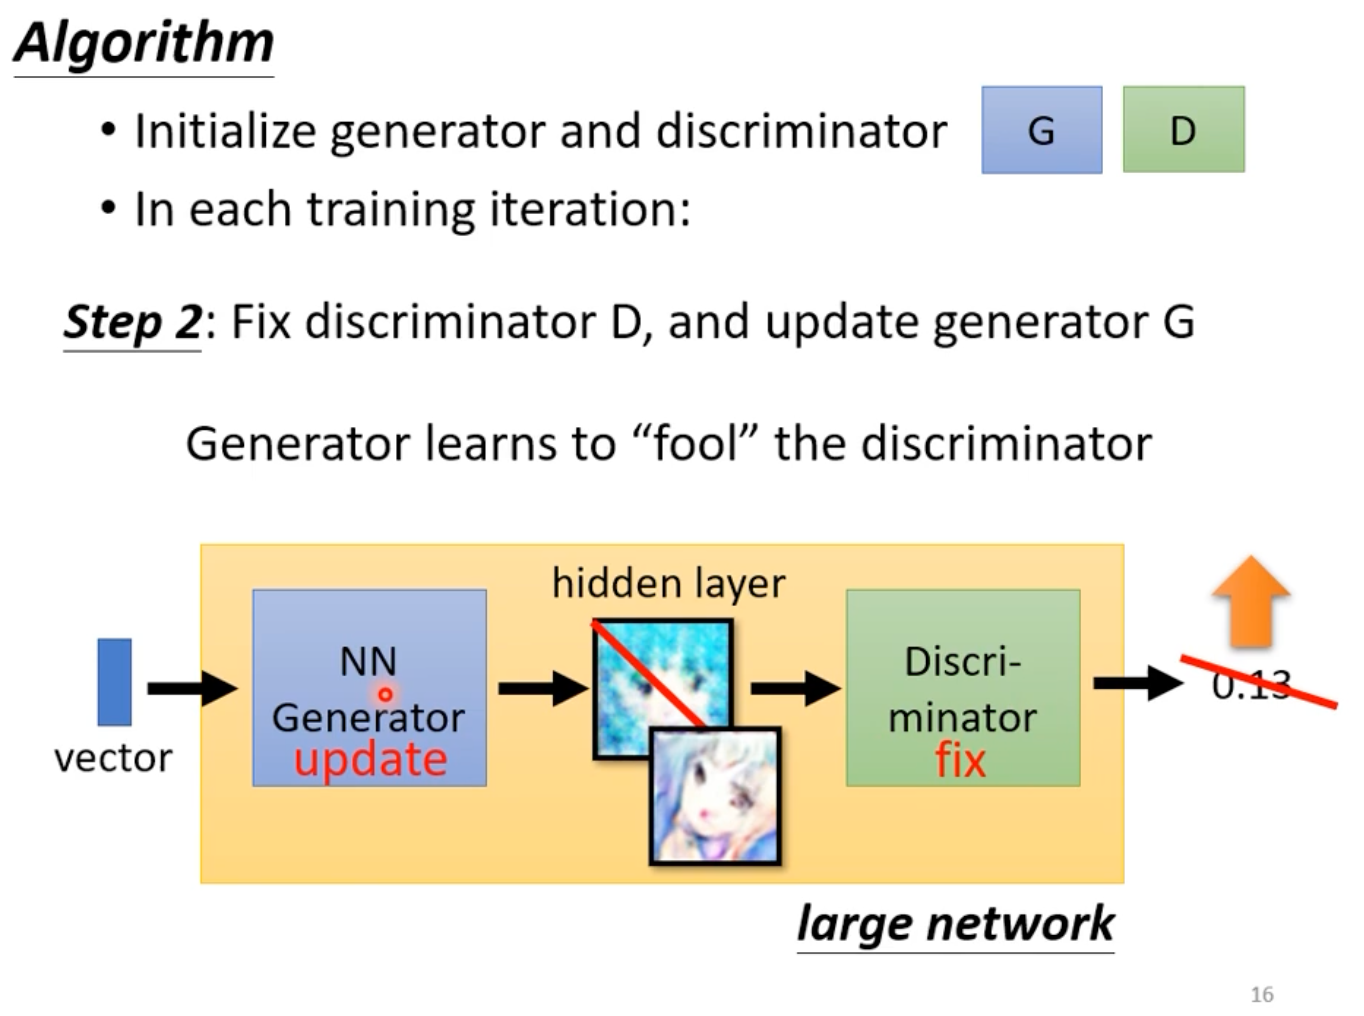 Algorithm
• Initialize generator and discriminator G D
• In each training iteration:
Step 2: Fix discriminator D, and update generator G
Generator learns to “fool” the discriminator
hidden layer
vector
NN
Generator
update
Discri-
minator
fix
0.13
large network
16